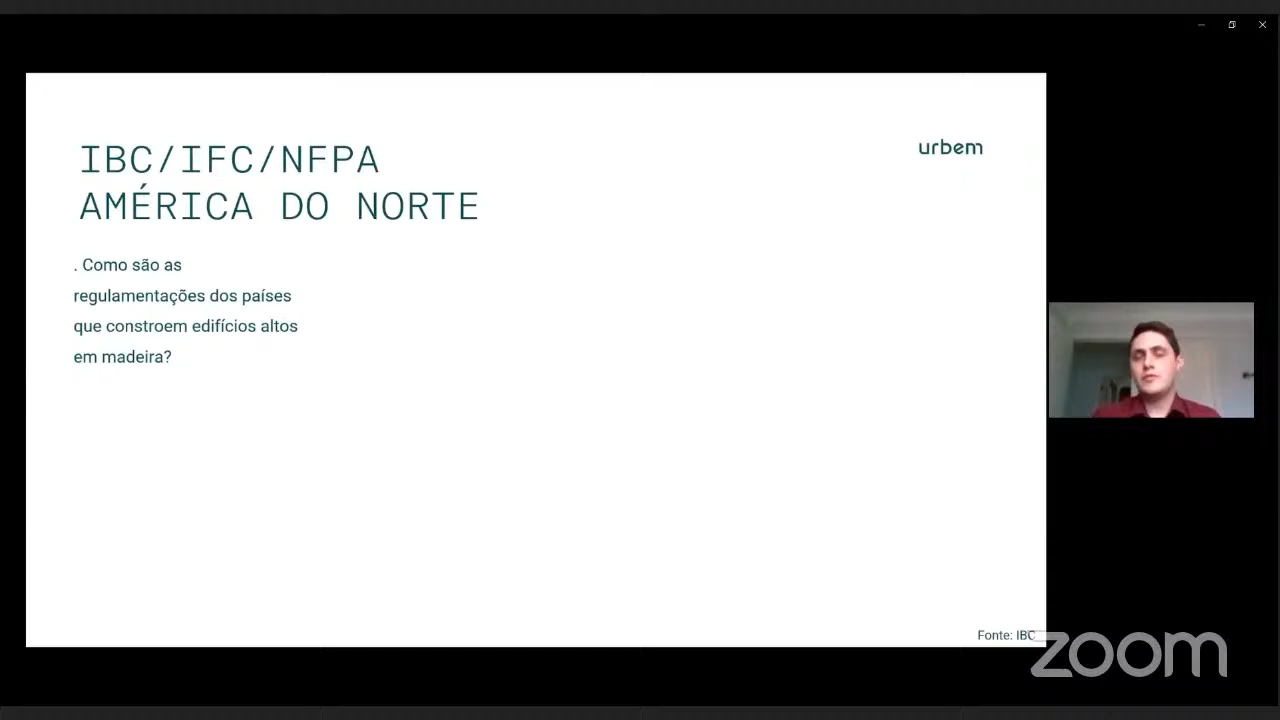 IBC/IFC/NFPA
AMÉRICA DO NORTE
urbem
. Como são as
regulamentações dos países
que constroem edifícios altos
em madeira?
Fonte: IBC
zoom